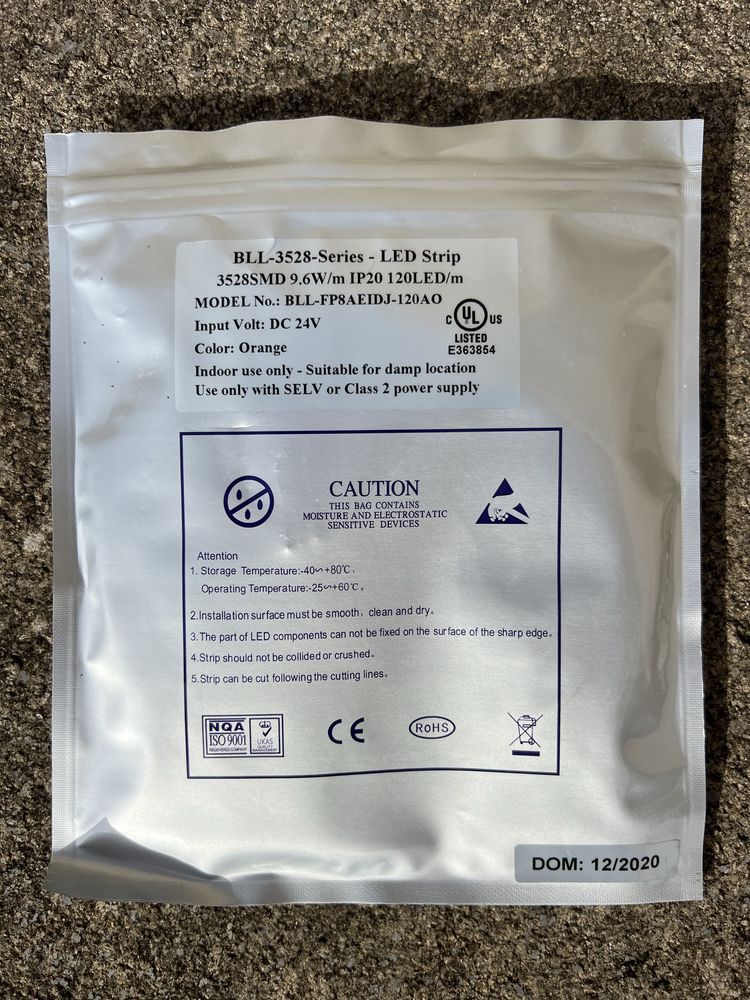 BLL-3528-Series - LED Strip
3528SMD 9.6W/m IP20 120LED/m
MODEL No.: BLL-FP8AEIDJ-120AO
Input Volt: DC 24V
Color: Orange
C UL US
LISTED
E363854
Indoor use only - Suitable for damp location
Use only with SELV or Class 2 power supply
CAUTION
THIS BAG CONTAINS
MOISTURE AND ELECTROSTATIC
SENSITIVE DEVICES
Attention
1. Storage Temperature:-40~+80℃,
Operating Temperature:-25~+60℃。
2.Installation surface must be smooth, clean and dry。
3.The part of LED components can not be fixed on the surface of the sharp edge。
4.Strip should not be collided or crushed。
5.Strip can be cut following the cutting lines。
NQA
ISO 9001
REGISTERED COMPANY
UKAS
QUALITY
MANAGEMENT
CE
RoHS
DOM: 12/2020